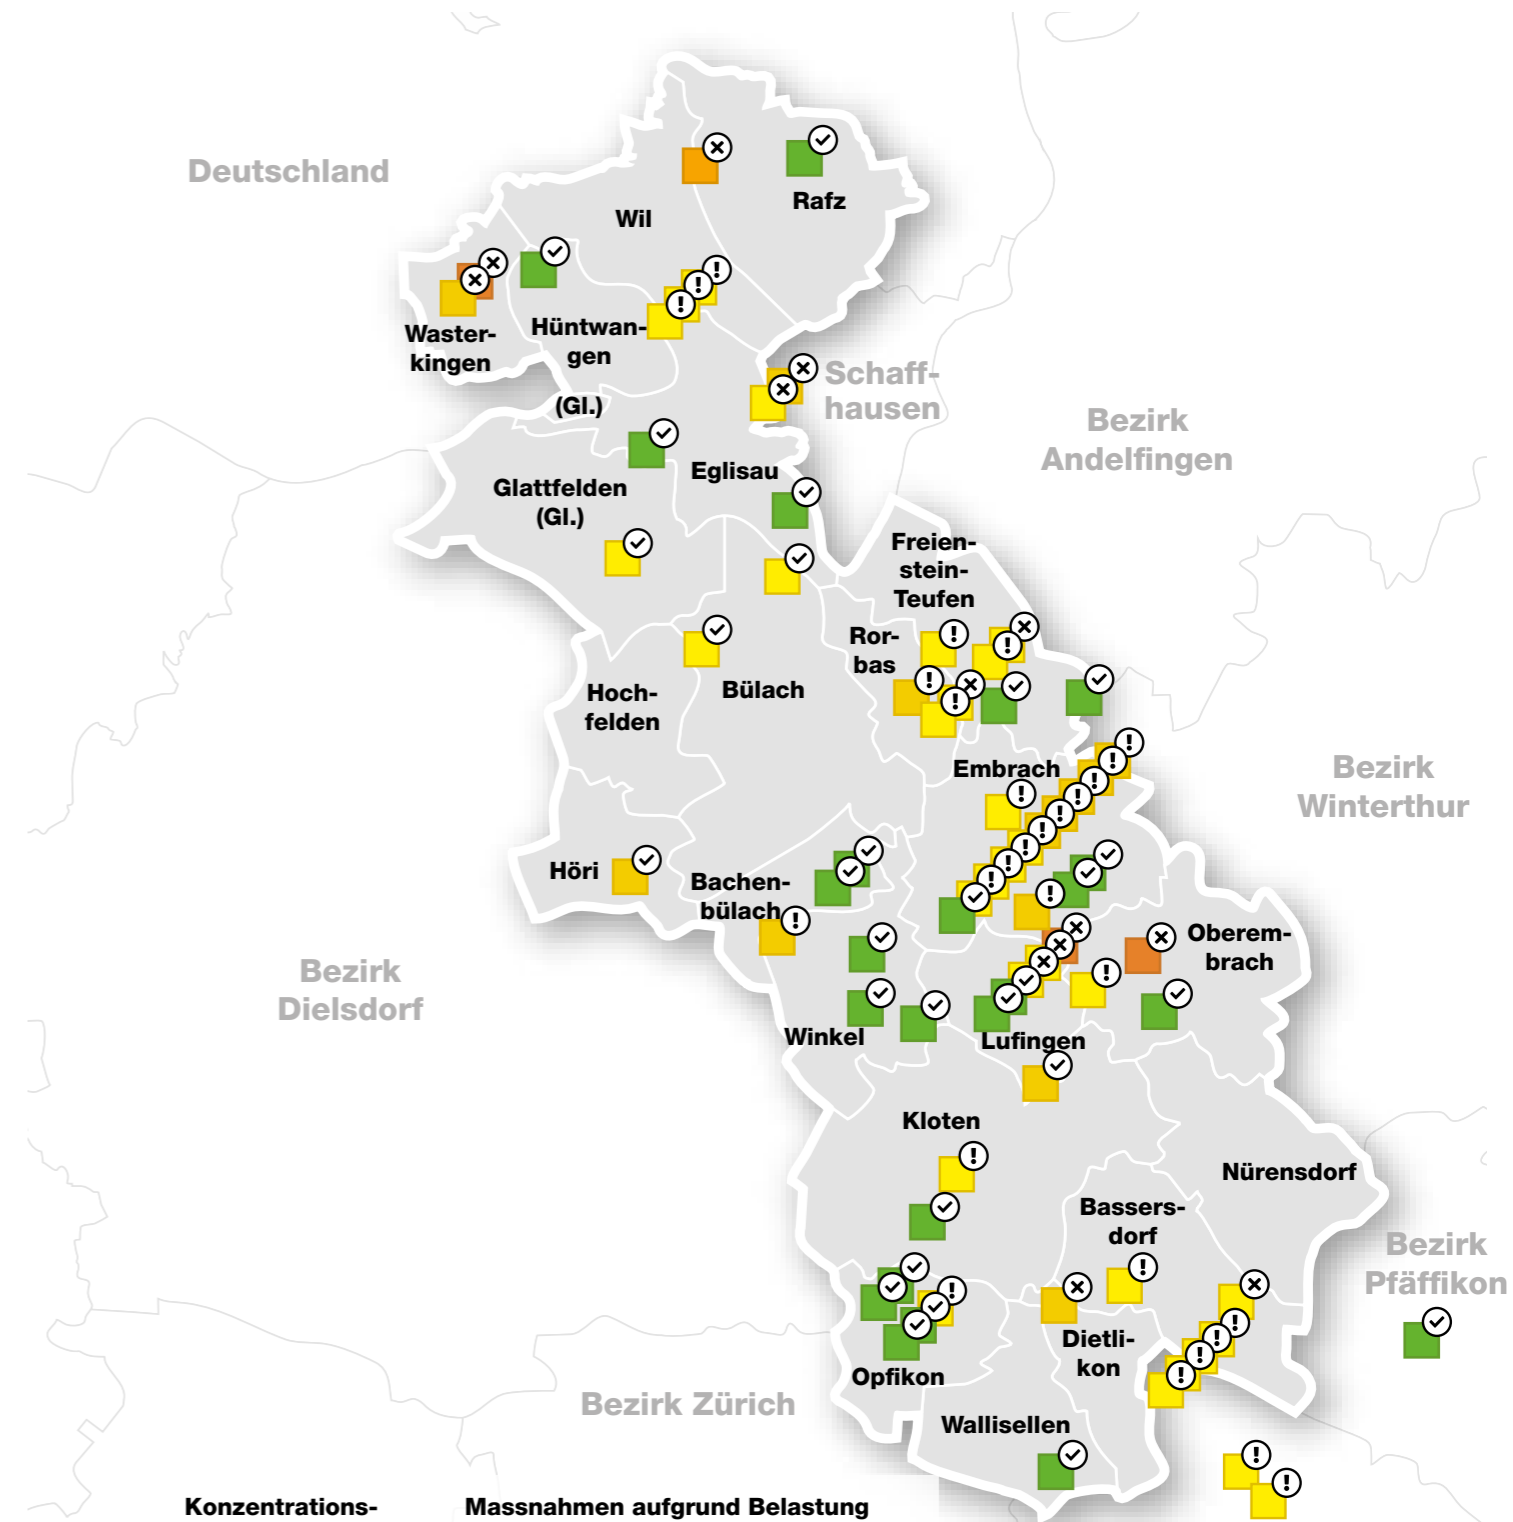 Deutschland
Rafz
Wil
Waster-
kingen
Hüntwan-
gen
(Gl.)
Schaff-
hausen
Bezirk
Andelfingen
Eglisau
Glattfelden
(Gl.)
Freien-
stein-
Teufen
Ror-
bas
Hoch-
felden
Bülach
Embrach
Bezirk
Winterthur
Höri
Bachen-
bülach
Oberem-
brach
Bezirk
Dielsdorf
Winkel
Lufingen
Kloten
Nürensdorf
Bassers-
dorf
Bezirk
Pfäffikon
Dietli-
kon
Opfikon
Bezirk Zürich
Wallisellen
Konzentrations-
Massnahmen aufgrund Belastung